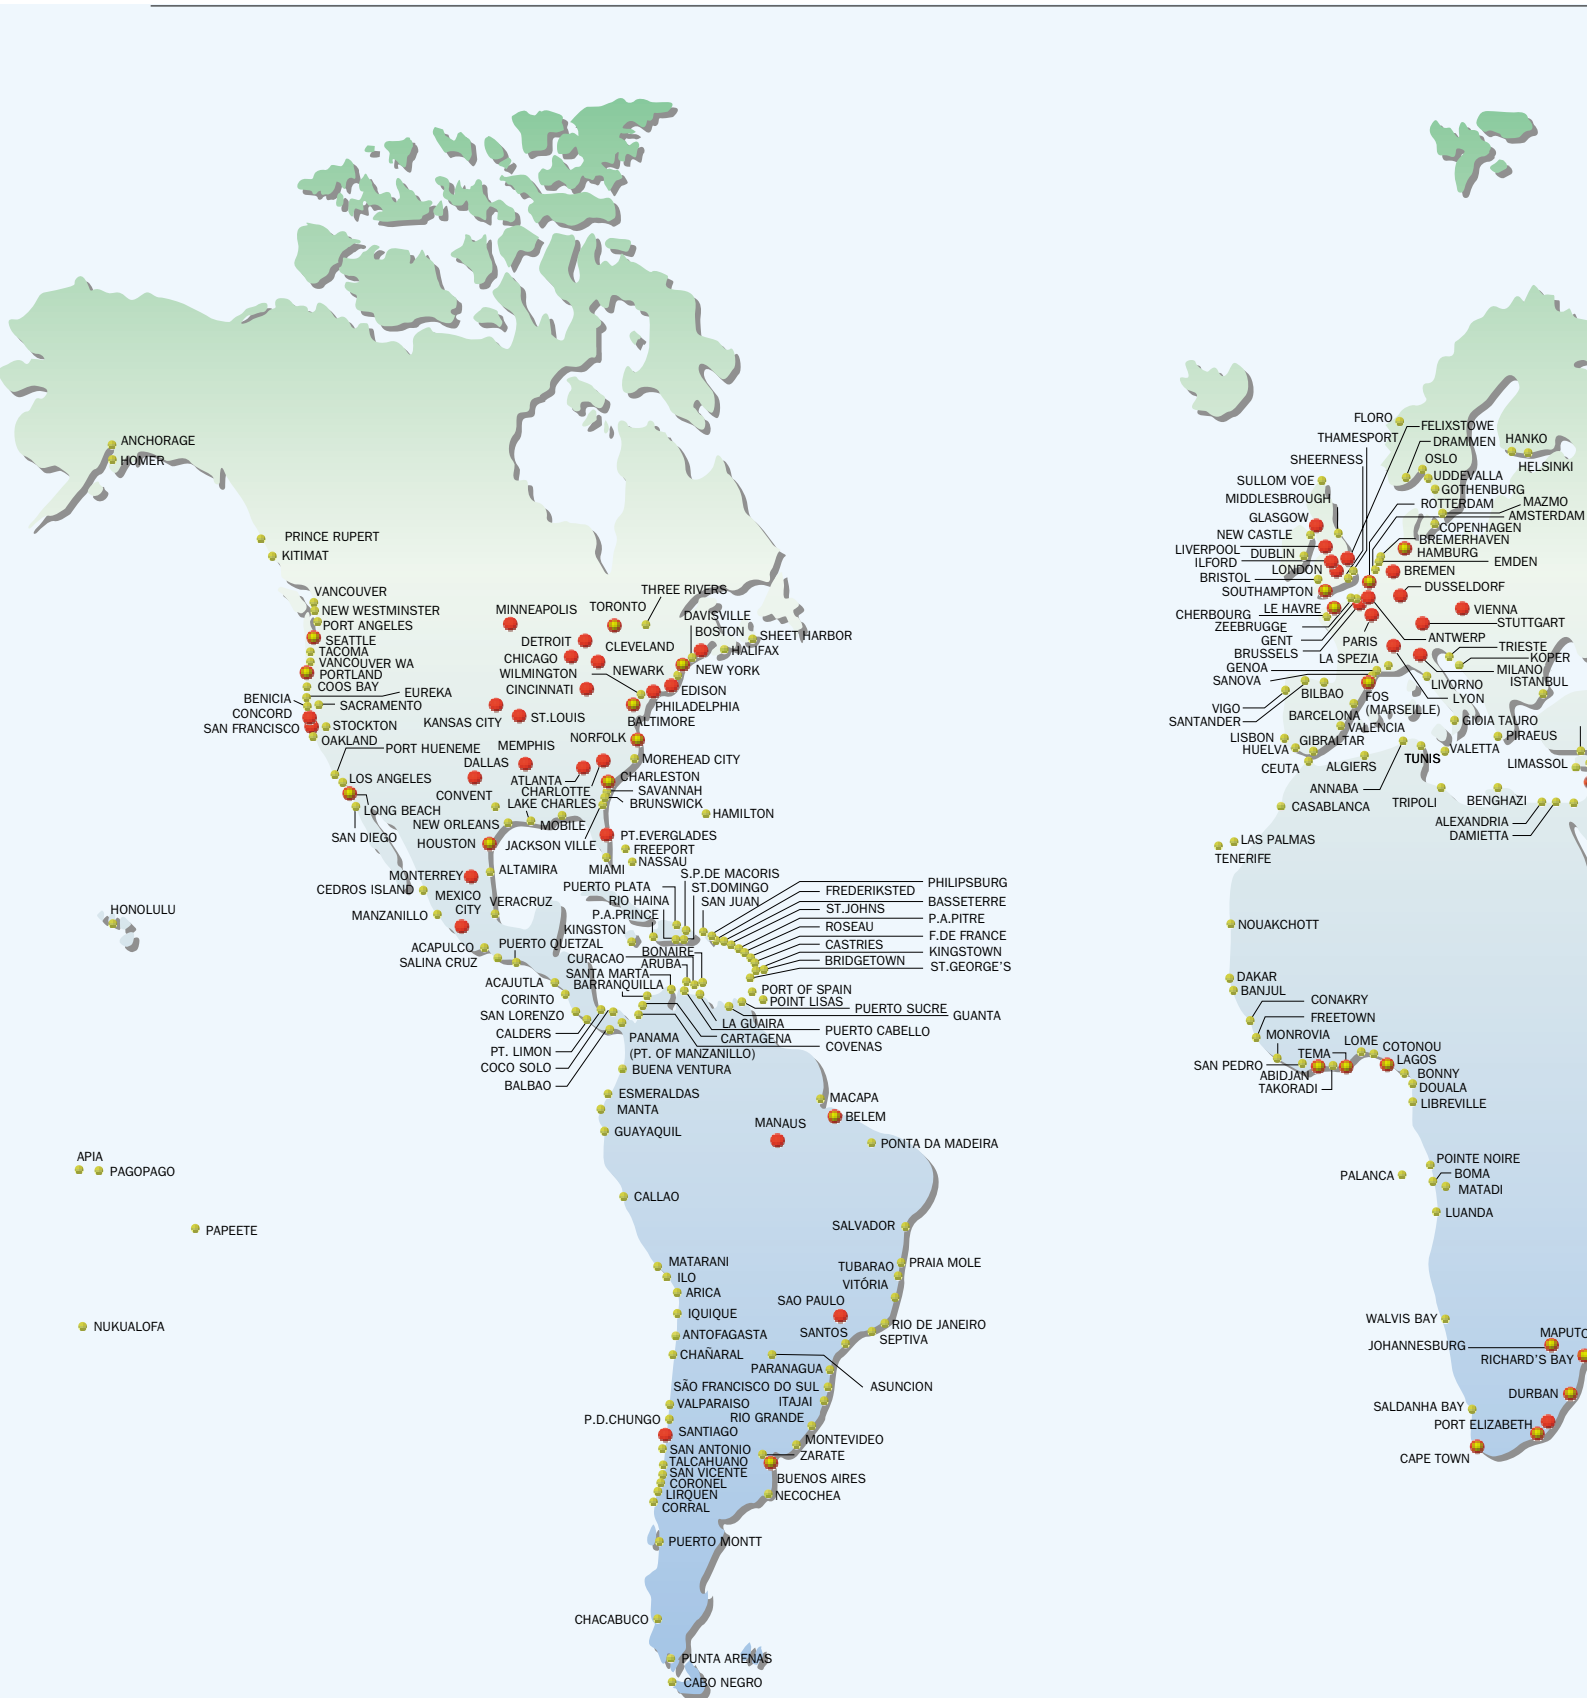 ANCHORAGE
HOMER
PRINCE RUPERT
KITIMAT
VANCOUVER
NEW WESTMINSTER
PORT ANGELES
SEATTLE
TACOMA
VANCOUVER WA
PORTLAND
COOS BAY
BENICIA
EUREKA
CONCORD
SACRAMENTO
SAN FRANCISCO
STOCKTON
OAKLAND
PORT HUENEME
LOS ANGELES
LONG BEACH
SAN DIEGO
MINNEAPOLIS
TORONTO
THREE RIVERS
DAVISVILLE
DETROIT
CLEVELAND
BOSTON
SHEET HARBOR
HALIFAX
CHICAGO
NEWARK
NEW YORK
WILMINGTON
CINCINNATI
EDISON
PHILADELPHIA
KANSAS CITY
ST.LOUIS
BALTIMORE
NORFOLK
MEMPHIS
DALLAS
MOREHEAD CITY
ATLANTA
CHARLOTTE
CHARLESTON
SAVANNAH
BRUNSWICK
CONVENT
LAKE CHARLES
HAMILTON
NEW ORLEANS
MOBILE
HOUSTON
JACKSON VILLE
PT.EVERGLADES
FREEPORT
NASSAU
MIAMI
ALTAMIRA
MONTERREY
CEDROS ISLAND
MEXICO
CITY
VERACRUZ
MANZANILLO
HONOLULU
ACAPULCO
SALINA CRUZ
PUERTO QUETZAL
ACAJUTLA
CORINTO
SAN LORENZO
CALDERS
PT. LIMON
COCO SOLO
BALBAO
S.P.DE MACORIS
PUERTO PLATA
ST.DOMINGO
RIO HAINA
SAN JUAN
P.A.PRINCE
KINGSTON
BONAIRE
CURACAO
ARUBA
SANTA MARTA
BARRANQUILLA
PHILIPSBURG
FREDERIKSTED
BASSETERRE
ST.JOHNS
P.A.PITRE
ROSEAU
F.DE FRANCE
CASTRIES
KINGSTOWN
BRIDGETOWN
ST.GEORGE'S
PORT OF SPAIN
POINT LISAS
PUERTO SUCRE
GUANTA
LA GUAIRA
PUERTO CABELLO
CARTAGENA
COVENAS
PANAMA
(PT. OF MANZANILLO)
BUENA VENTURA
ESMERALDAS
MANTA
GUAYAQUIL
MACAPA
BELEM
MANAUS
PONTA DA MADEIRA
APIA
PAGOPAGO
PAPEETE
NUKUALOFA
CALLAO
SALVADOR
MATARANI
ILO
ARICA
IQUIQUE
ANTOFAGASTA
CHAÑARAL
TUBARAO
PRAIA MOLE
VITÓRIA
SAO PAULO
RIO DE JANEIRO
SANTOS
SEPTIVA
PARANAGUA
ASUNCION
SÃO FRANCISCO DO SUL
ITAJAI
VALPARAISO
RIO GRANDE
P.D.CHUNGO
SANTIAGO
MONTEVIDEO
SAN ANTONIO
ZARATE
TALCAHUANO
SAN VICENTE
BUENOS AIRES
CORONEL
LIRQUEN
NECOCHEA
CORRAL
PUERTO MONTT
CHACABUCO
PUNTA ARENAS
CABO NEGRO
FLORO
FELIXSTOWE
THAMESPORT
DRAMMEN
HANKO
SHEERNESS
OSLO
HELSINKI
SULLOM VOE
UDDEVALLA
GOTHENBURG
MIDDLESBROUGH
ROTTERDAM
MAZMO
GLASGOW
AMSTERDAM
NEW CASTLE
COPENHAGEN
BREMERHAVEN
LIVERPOOL
DUBLIN
HAMBURG
ILFORD
EMDEN
LONDON
BREMEN
BRISTOL
DUSSELDORF
SOUTHAMPTON
CHERBOURG
LE HAVRE
VIENNA
ZEEBRUGGE
STUTTGART
GENT
PARIS
ANTWERP
BRUSSELS
TRIESTE
LA SPEZIA
KOPER
GENOA
MILANO
SANOVA
LIVORNO
ISTANBUL
BILBAO
FOS
(MARSEILLE)
LYON
VIGO
SANTANDER
BARCELONA
VALENCIA
GIOIA TAURO
LISBON
GIBRALTAR
PIRAEUS
HUELVA
VALETTA
CEUTA
ALGIERS
TUNIS
LIMASSOL
ANNABA
CASABLANCA
TRIPOLI
BENGHAZI
ALEXANDRIA
DAMIETTA
LAS PALMAS
TENERIFE
NOUAKCHOTT
DAKAR
BANJUL
CONAKRY
FREETOWN
MONROVIA
SAN PEDRO
TEMA
LOME
COTONOU
LAGOS
ABIDJAN
TAKORADI
BONNY
DOUALA
LIBREVILLE
POINTE NOIRE
PALANCA
BOMA
MATADI
LUANDA
WALVIS BAY
MAPUTO
JOHANNESBURG
RICHARD'S BAY
DURBAN
SALDANHA BAY
PORT ELIZABETH
CAPE TOWN